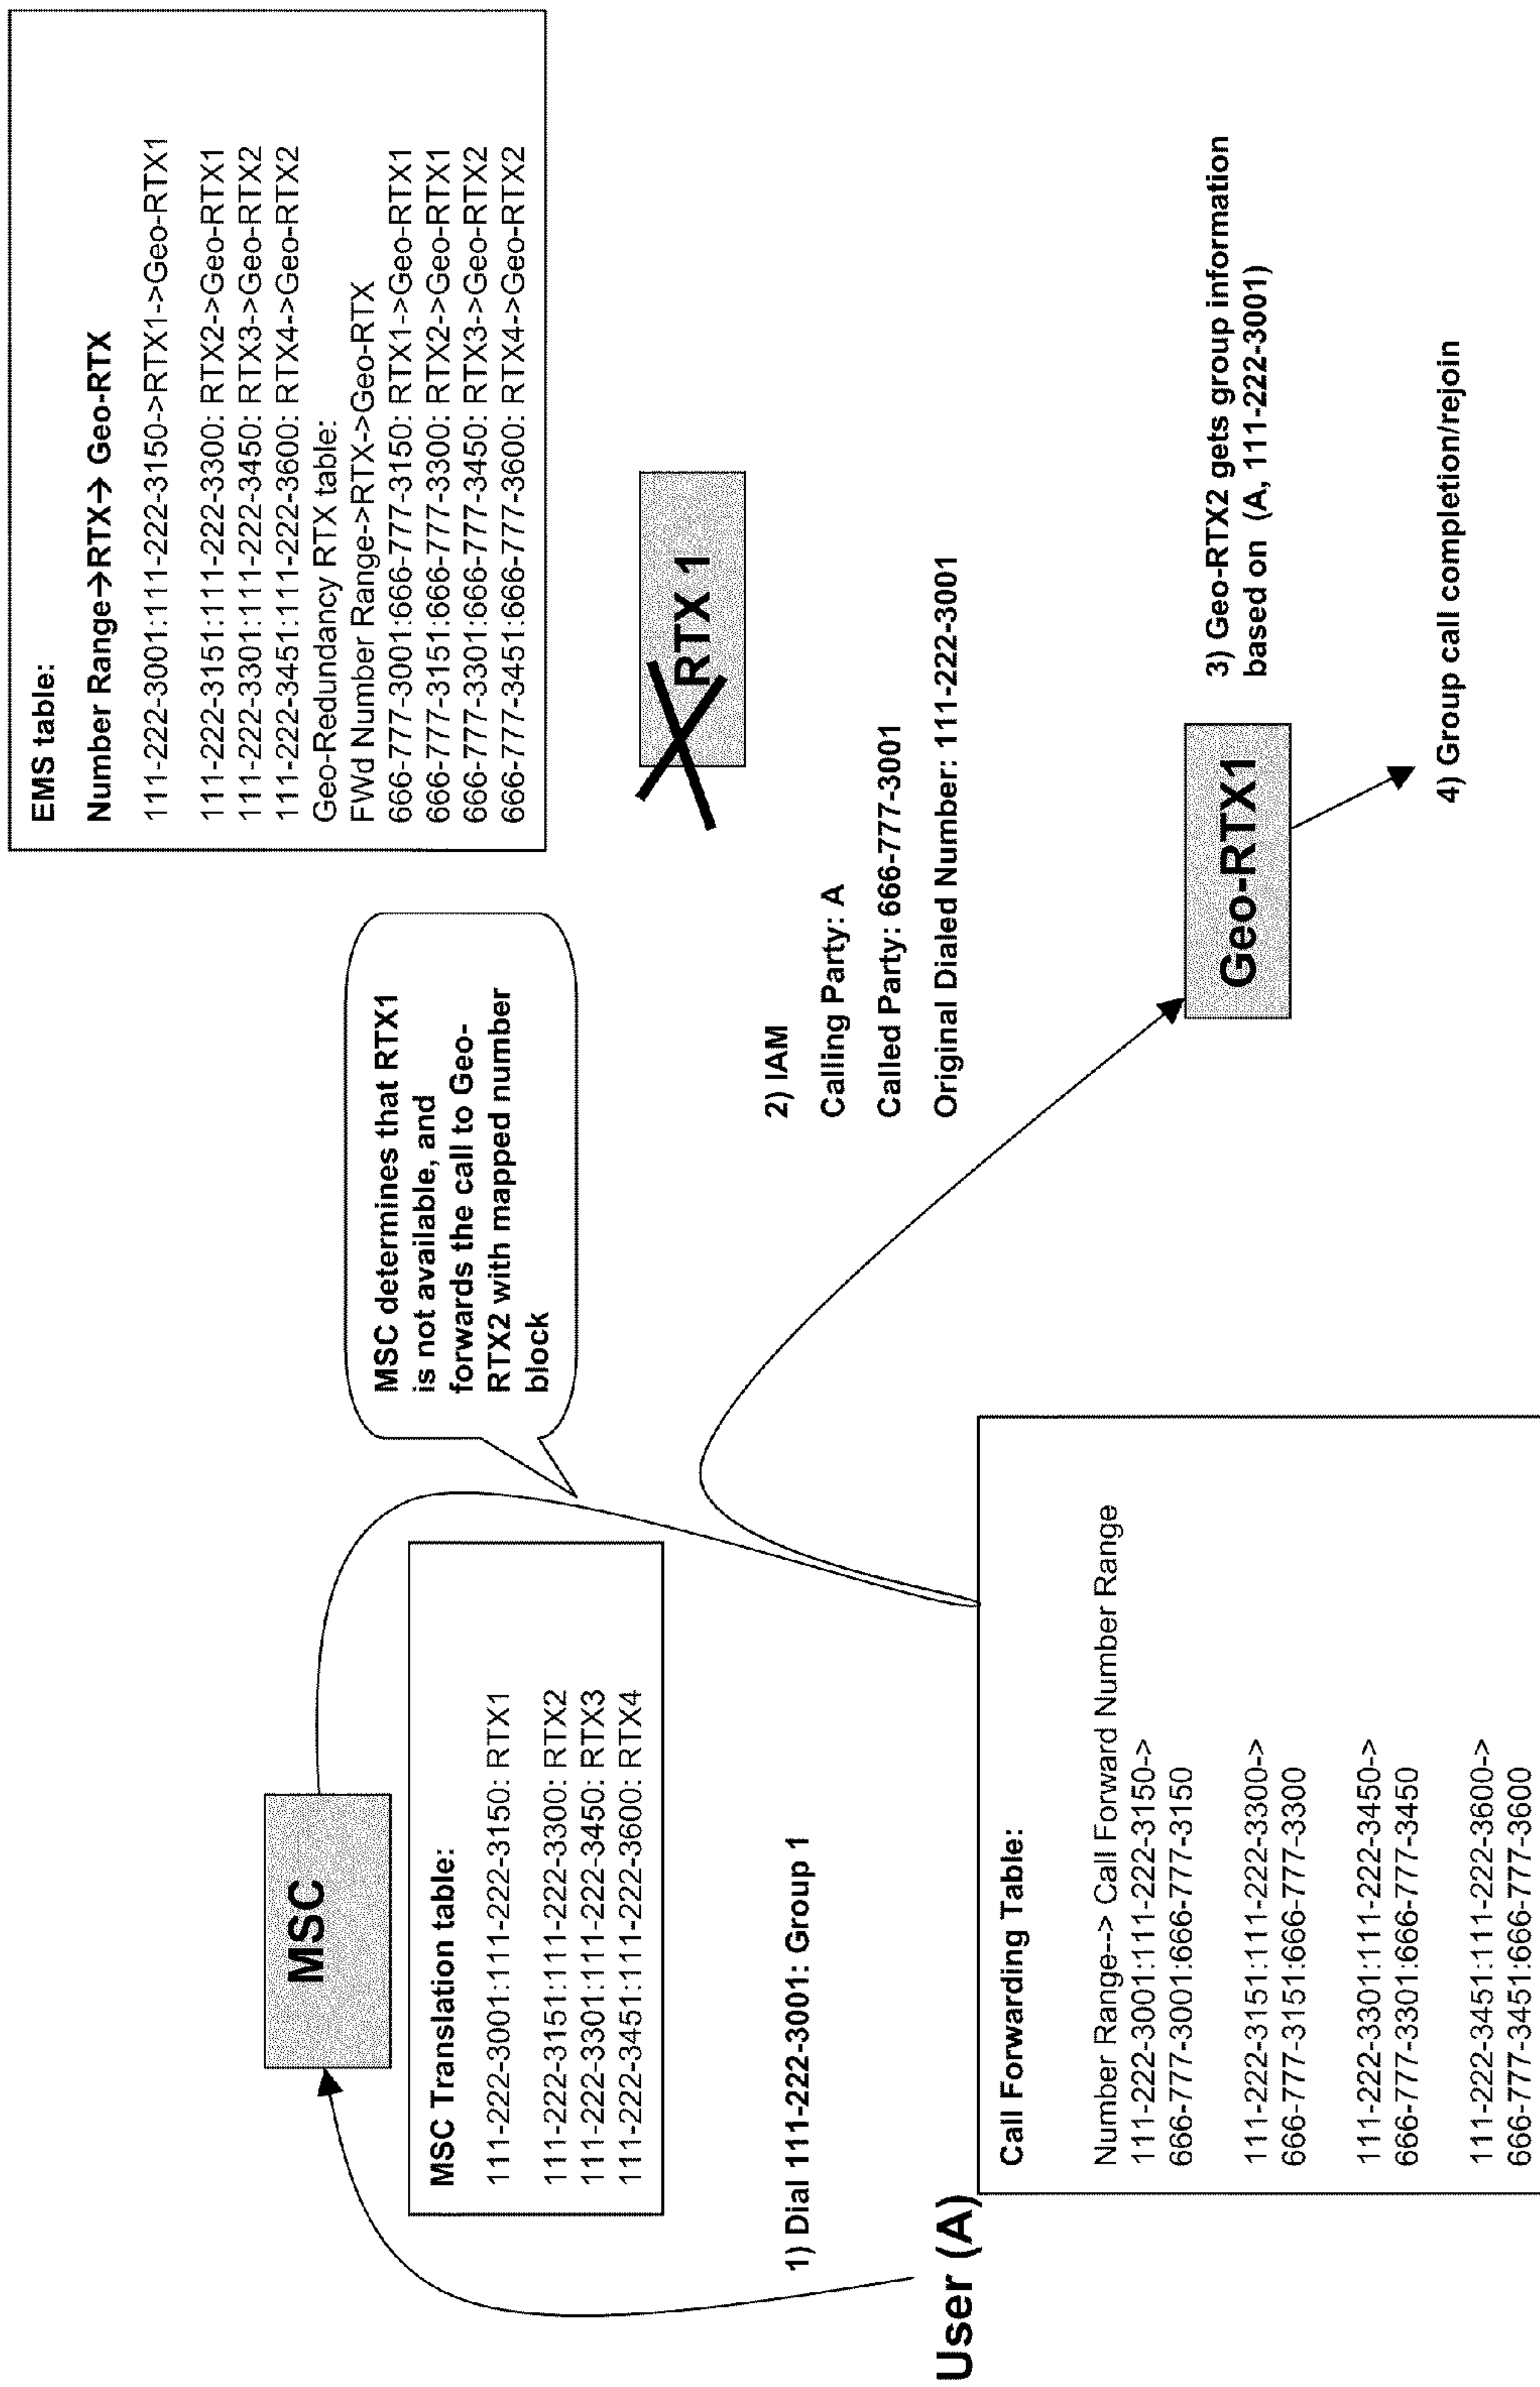 EMS table:
Number Range→RTX→ Geo-RTX
111-222-3001:111-222-3150->RTX1->Geo-RTX1
111-222-3151:111-222-3300: RTX2->Geo-RTX1
111-222-3301:111-222-3450: RTX3->Geo-RTX2
111-222-3451:111-222-3600: RTX4->Geo-RTX2
Geo-Redundancy RTX table:
FWd Number Range->RTX->Geo-RTX
666-777-3001:666-777-3150: RTX1->Geo-RTX1
666-777-3151:666-777-3300: RTX2->Geo-RTX1
666-777-3301:666-777-3450: RTX3->Geo-RTX2
666-777-3451:666-777-3600: RTX4->Geo-RTX2
MSC
MSC determines that RTX1
is not available, and
forwards the call to Geo-
RTX2 with mapped number
block
MSC Translation table:
111-222-3001:111-222-3150: RTX1
111-222-3151:111-222-3300: RTX2
111-222-3301:111-222-3450: RTX3
111-222-3451:111-222-3600: RTX4
RTX 1
1) Dial 111-222-3001: Group 1
2) IAM
Calling Party: A
Called Party: 666-777-3001
Original Dialed Number: 111-222-3001
User (A)
Call Forwarding Table:
Number Range--> Call Forward Number Range
111-222-3001:111-222-3150->
666-777-3001:666-777-3150
111-222-3151:111-222-3300->
666-777-3151:666-777-3300
111-222-3301:111-222-3450->
666-777-3301:666-777-3450
111-222-3451:111-222-3600->
666-777-3451:666-777-3600
Geo-RTX1
3) Geo-RTX2 gets group information
based on (A, 111-222-3001)
4) Group call completion/rejoin